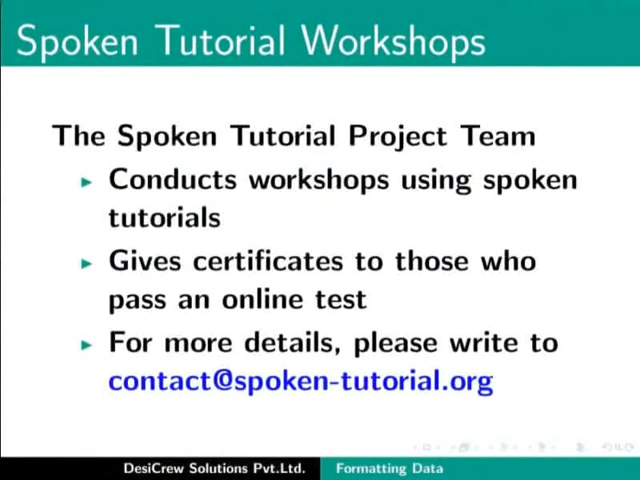 Spoken Tutorial Workshops
The Spoken Tutorial Project Team
Conducts workshops using spoken
tutorials
Gives certificates to those who
pass an online test
For more details, please write to
contact@spoken-tutorial.org
DesiCrew Solutions Pvt.Ltd. Formatting Data